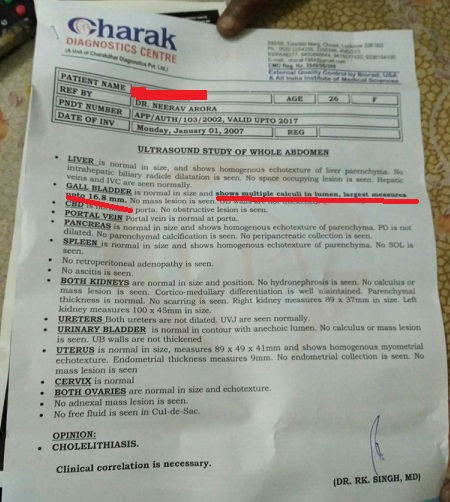 Charak
DIAGNOSTICS CENTRE
(A Unit of Charakdhar Diagnostics Pvt. Ltd.)
External Quality Control by Biorad, USA
& All India Institute of Medical Sciences
PATIENT NAME
REF BY DR. NEERAV ARORA AGE 26 F
PNDT NUMBER APP/AUTH/103/2002, VALID UPTO 2017
DATE OF INV Monday, January 01, 2007 REG
ULTRASOUND STUDY OF WHOLE ABDOMEN
• LIVER is normal in size, and shows homogenous echotexture of liver parenchyma. No
intrahepatic biliary radicle dilatation is seen. No space occupying lesion is seen. Hepatic
veins and IVC are seen normally.
• GALL BLADDER is normal in size and shows multiple calculi in lumen, largest measures
upto 16.8 mm. No mass lesion is seen.
• CBD is normal at porta. No obstructive lesion is seen.
• PORTAL VEIN Portal vein is normal at porta.
• PANCREAS is normal in size and shows homogenous echotexture of parenchyma. PD is not
dilated. No parenchymal calcification is seen. No peripancreatic collection is seen.
• SPLEEN is normal in size and shows homogenous echotexture of parenchyma. No SOL is
seen.
• No retroperitoneal adenopathy is seen.
• No ascitis is seen.
• BOTH KIDNEYS are normal in size and position. No hydronephrosis is seen. No calculus or
mass lesion is seen. Cortico-medullary differentiation is well maintained. Parenchymal
thickness is normal. No scarring is seen. Right kidney measures 89 x 37mm in size. Left
kidney measures 100 x 45mm in size.
• URETERS Both ureters are not dilated. UVJ are seen normally.
• URINARY BLADDER is normal in contour with anechoic lumen. No calculus or mass lesion
is seen. UB walls are not thickened
• UTERUS is normal in size, measures 89 x 49 x 41mm and shows homogenous myometrial
echotexture. Endometrial thickness measures 9mm. No endometrial collection is seen. No
mass lesion is seen
• CERVIX is normal
• BOTH OVARIES are normal in size and echotexture.
• No adnexal mass lesion is seen.
• No free fluid is seen in Cul-de-Sac.
OPINION:
• CHOLELITHIASIS.
Clinical correlation is necessary.
(DR. RK. SINGH, MD)